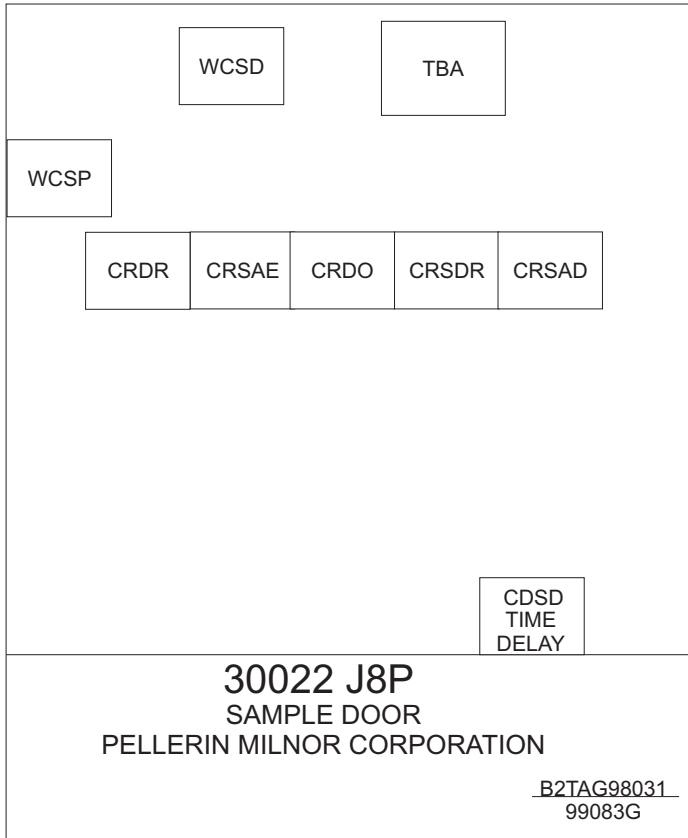 WCSD
TBA
WCSP
CRDR
CRSAE
CRDO
CRSDR
CRSAD
CDSD
TIME
DELAY
30022 J8P
SAMPLE DOOR
PELLERIN MILNOR CORPORATION
B2TAG98031
99083G